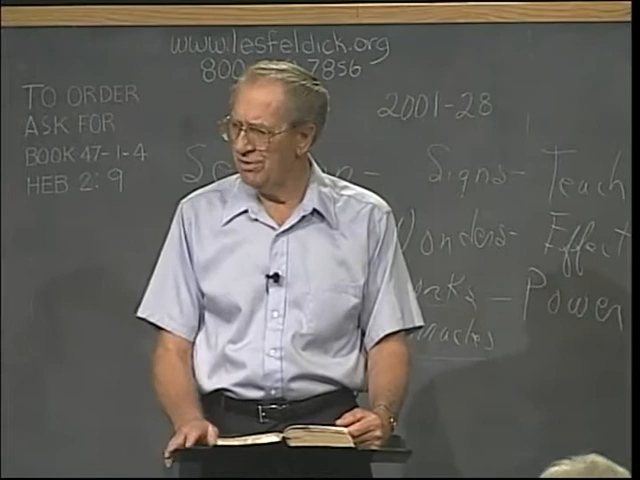 www.lesfeldick.org
800 7856
TO ORDER
ASK FOR
BOOK 47-1-4
HEB 2:9
2001-28
Signs- Teach
Wonders- Effect
Power